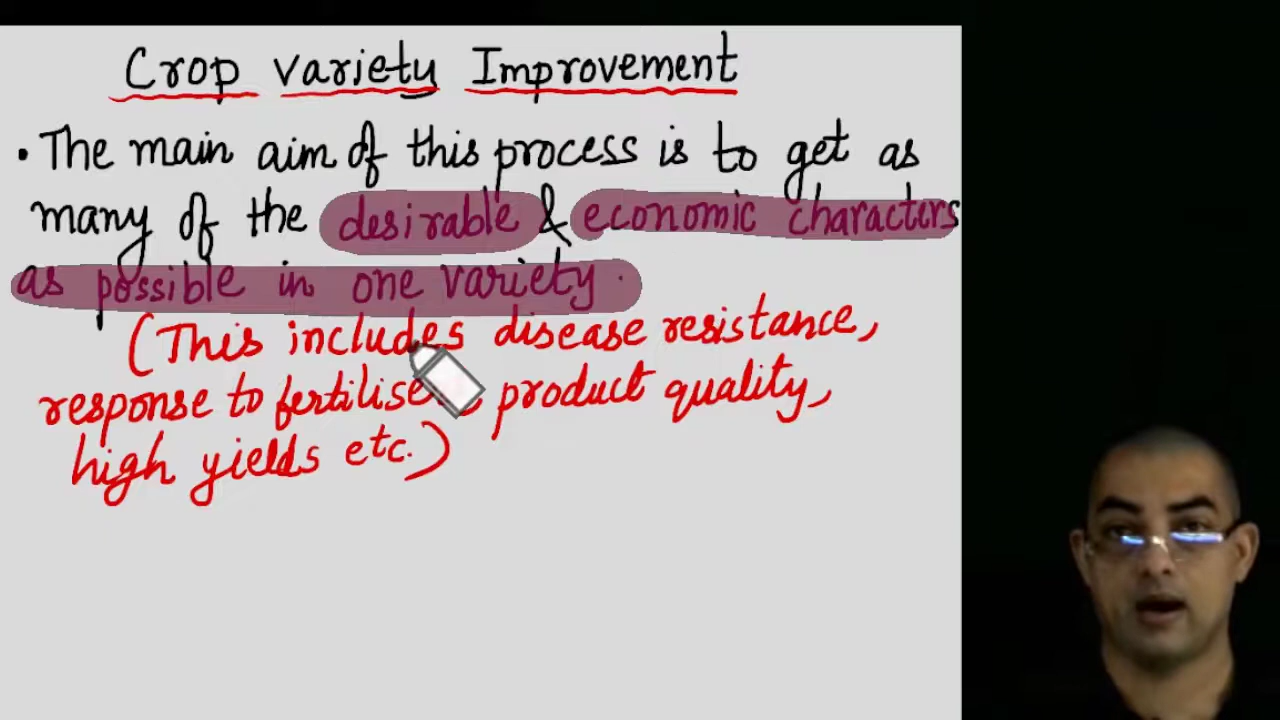 Crop Variety Improvement
• The main aim of this process is to get as
many of the desirable & economic characters
as possible in one variety.
(This includes disease resistance,
response to fertilise, product quality,
high yields etc.)